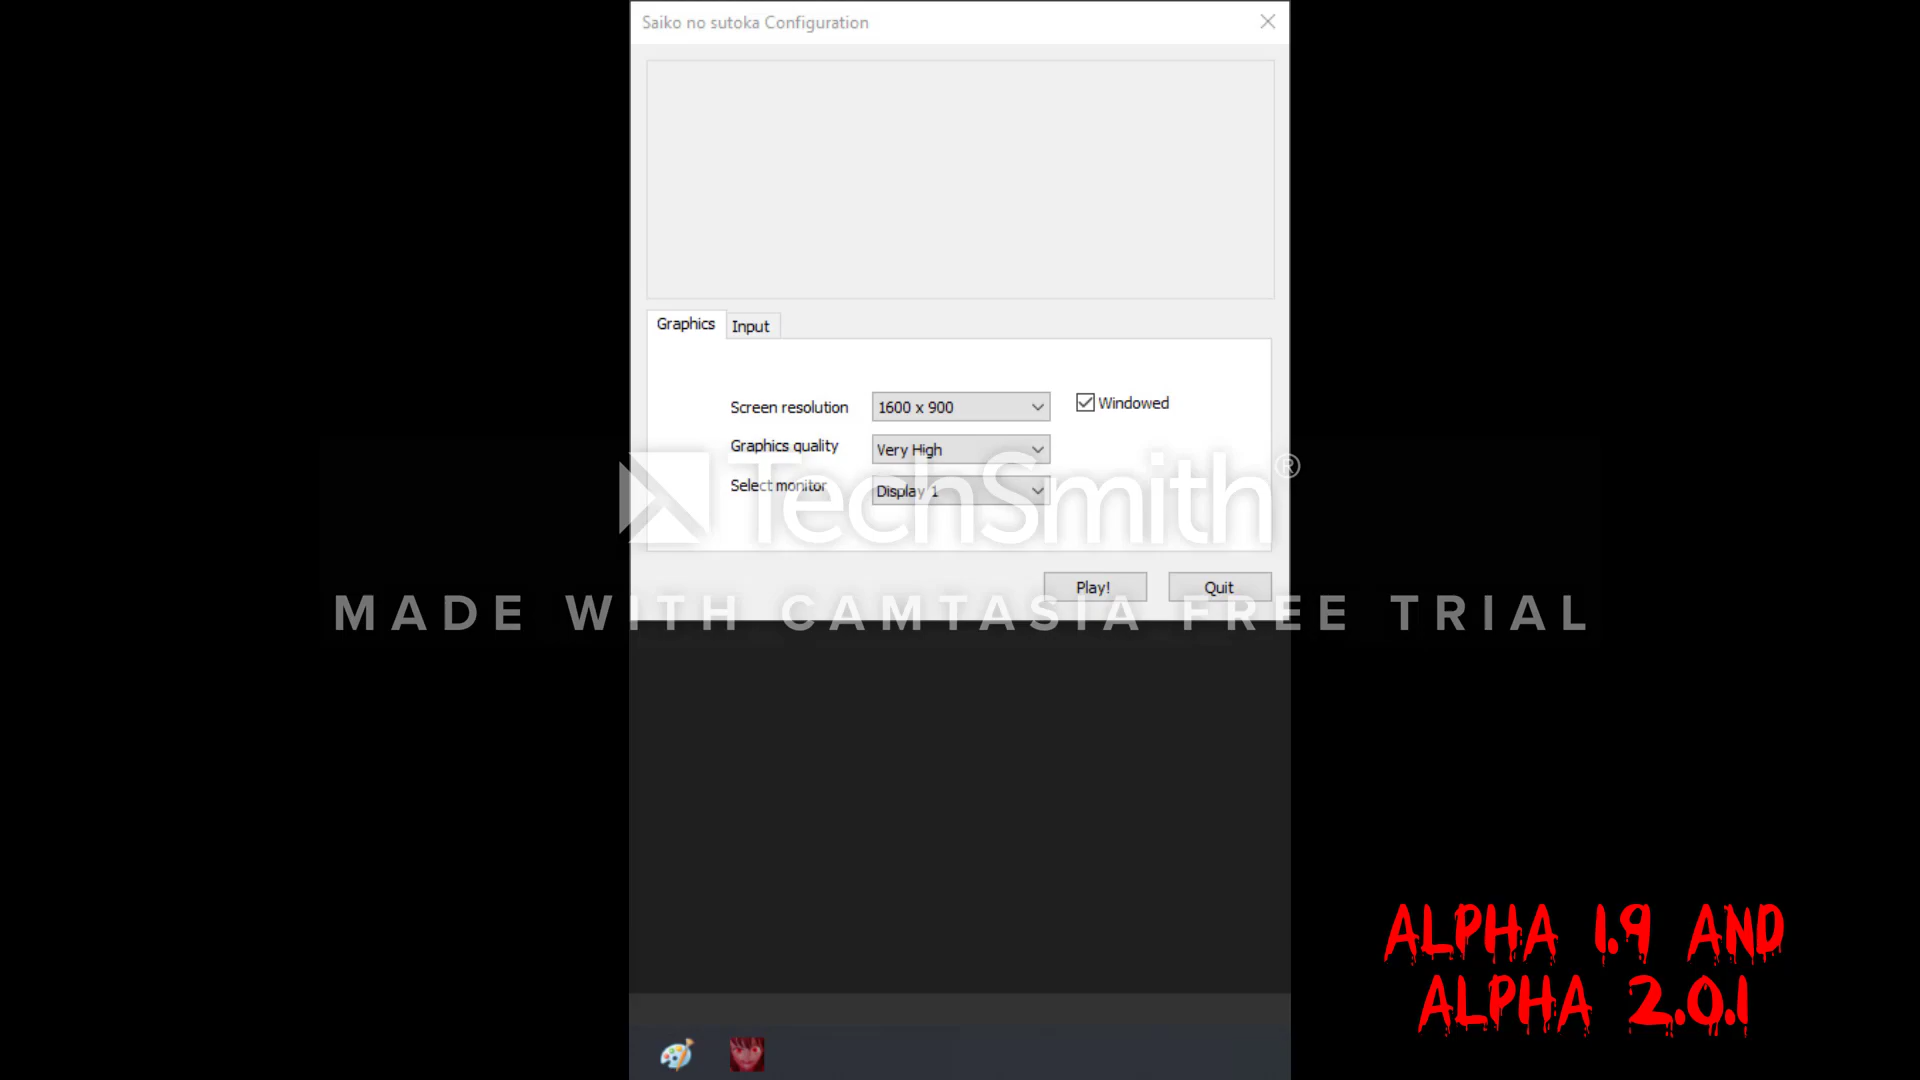 Saiko no sutoka Configuration
Graphics
Input
Screen resolution
1600 x 900
Windowed
Graphics quality
Very High
Select monitor
Display 1
TechSmith®
Play!
Quit
MADE WITH CAMTASIA FREE TRIAL
ALPHA 1.9 AND
ALPHA 2.0.1